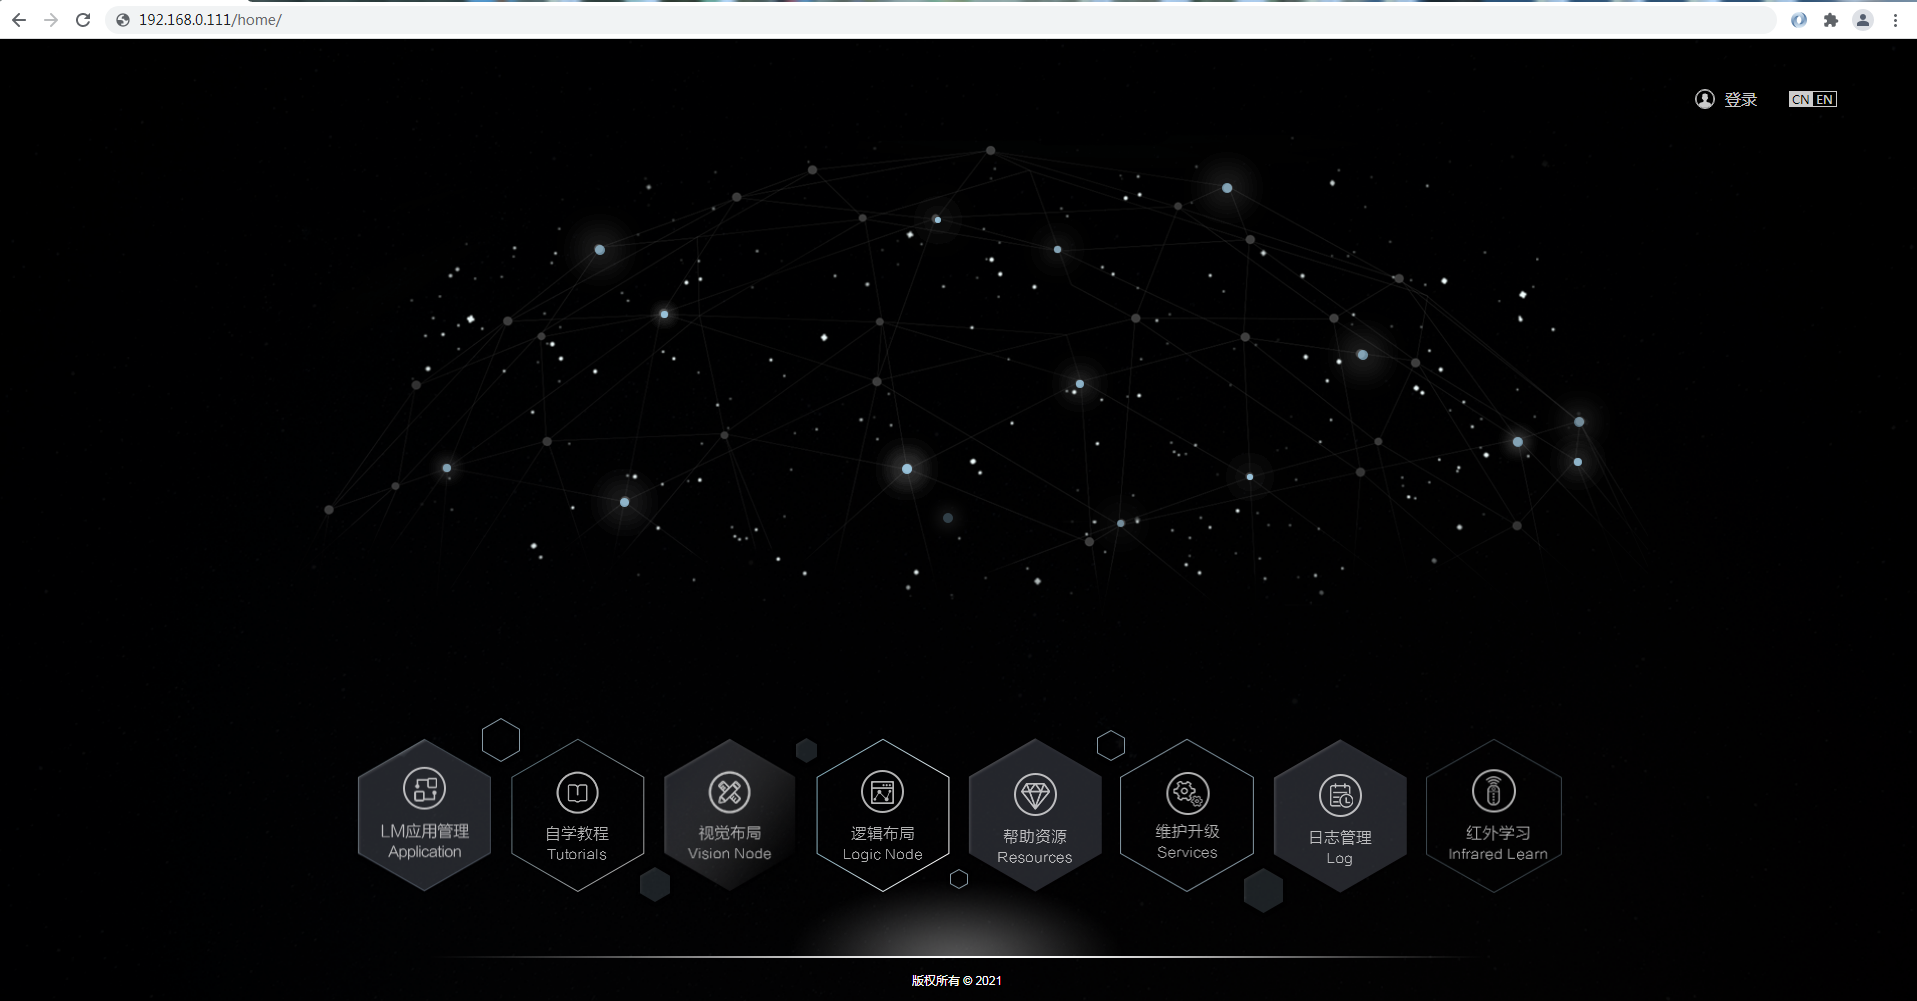 192.168.0.111/home/
登录
CN EN
LM应用管理
Application
自学教程
Tutorials
视觉布局
Vision Node
逻辑布局
Logic Node
帮助资源
Resources
维护升级
Services
日志管理
Log
红外学习
Infrared Learn
版权所有 © 2021